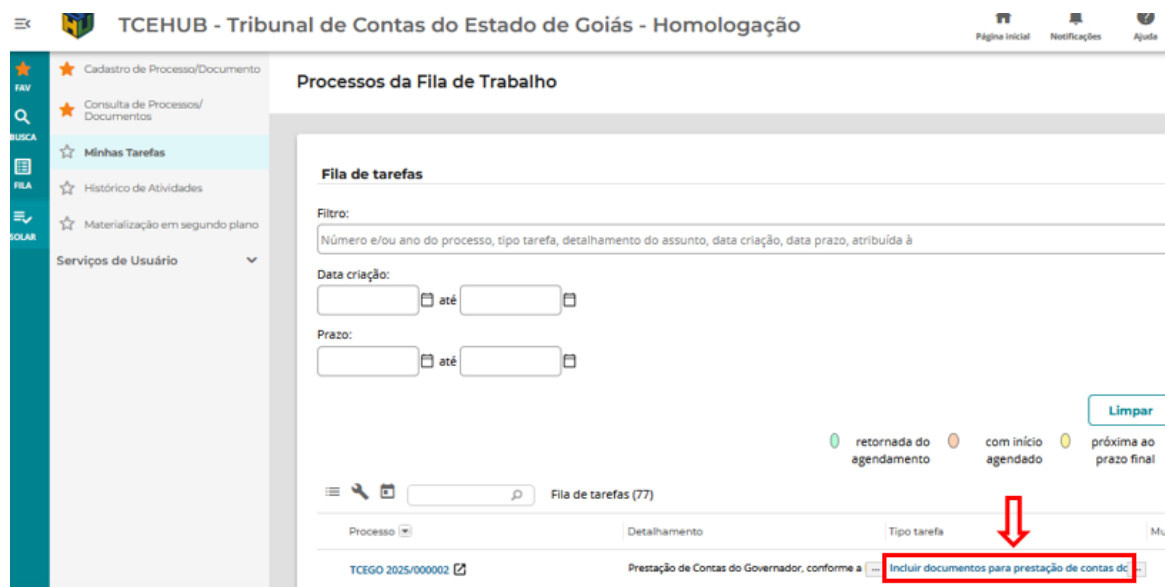 TCEHUB - Tribunal de Contas do Estado de Goiás - Homologação
Página inicial
Notificações
Ajuda
FAV
BUSCA
FILA
SOLAR
Cadastro de Processo/Documento
Consulta de Processos/
Documentos
Minhas Tarefas
Histórico de Atividades
Materialização em segundo plano
Serviços de Usuário
Processos da Fila de Trabalho
Fila de tarefas
Filtro:
Número e/ou ano do processo, tipo tarefa, detalhamento do assunto, data criação, data prazo, atribuída à
Data criação:
até
Prazo:
até
Limpar
retornada do
agendamento
com início
agendado
próxima ao
prazo final
Fila de tarefas (77)
Processo
Detalhamento
Tipo tarefa
Mu
TCEGO 2025/000002
Prestação de Contas do Governador, conforme a ...
Incluir documentos para prestação de contas do ...